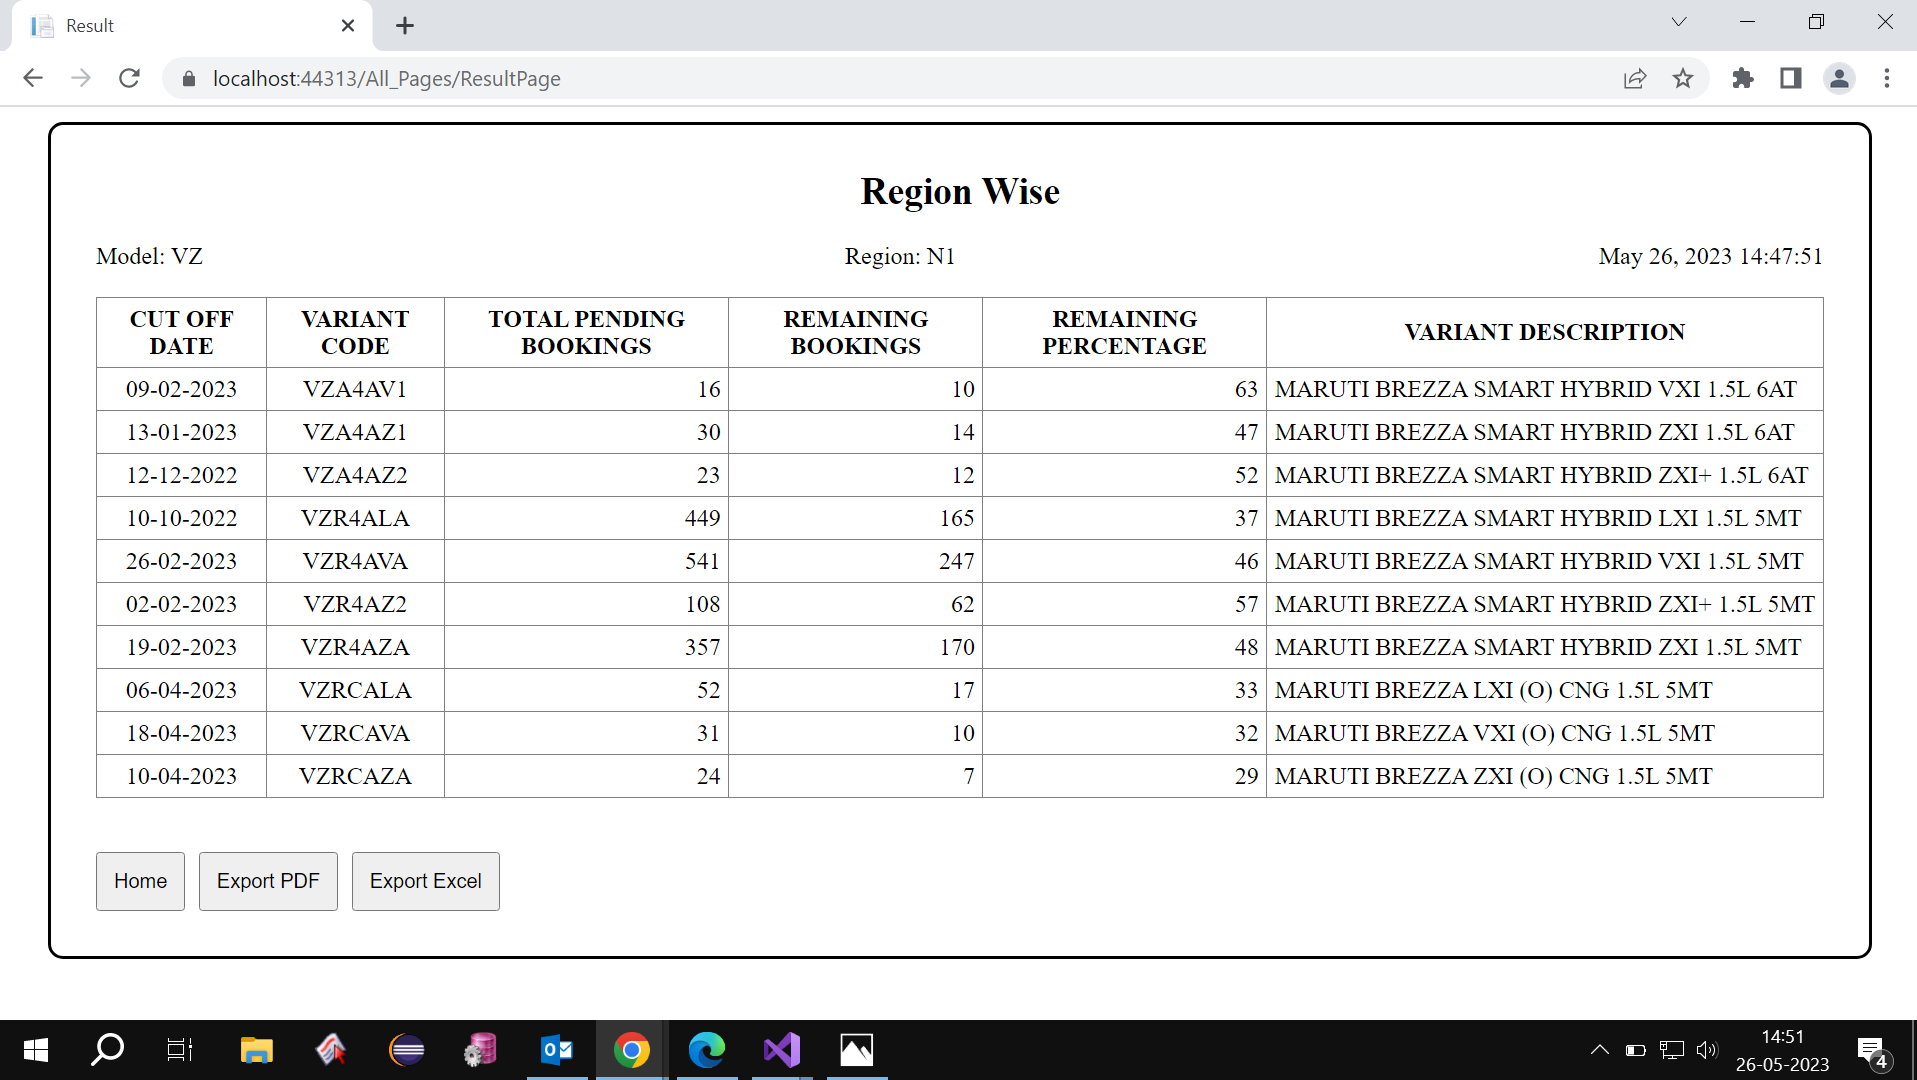 Result
localhost:44313/All_Pages/ResultPage
Region Wise
Model: VZ Region: N1 May 26, 2023 14:47:51
CUT OFF DATE VARIANT CODE TOTAL PENDING BOOKINGS REMAINING BOOKINGS REMAINING PERCENTAGE VARIANT DESCRIPTION
09-02-2023 VZA4AV1 16 10 63 MARUTI BREZZA SMART HYBRID VXI 1.5L 6AT
13-01-2023 VZA4AZ1 30 14 47 MARUTI BREZZA SMART HYBRID ZXI 1.5L 6AT
12-12-2022 VZA4AZ2 23 12 52 MARUTI BREZZA SMART HYBRID ZXI+ 1.5L 6AT
10-10-2022 VZR4ALA 449 165 37 MARUTI BREZZA SMART HYBRID LXI 1.5L 5MT
26-02-2023 VZR4AVA 541 247 46 MARUTI BREZZA SMART HYBRID VXI 1.5L 5MT
02-02-2023 VZR4AZ2 108 62 57 MARUTI BREZZA SMART HYBRID ZXI+ 1.5L 5MT
19-02-2023 VZR4AZA 357 170 48 MARUTI BREZZA SMART HYBRID ZXI 1.5L 5MT
06-04-2023 VZRCALA 52 17 33 MARUTI BREZZA LXI (O) CNG 1.5L 5MT
18-04-2023 VZRCAVA 31 10 32 MARUTI BREZZA VXI (O) CNG 1.5L 5MT
10-04-2023 VZRCAZA 24 7 29 MARUTI BREZZA ZXI (O) CNG 1.5L 5MT
Home Export PDF Export Excel
14:51
26-05-2023
4